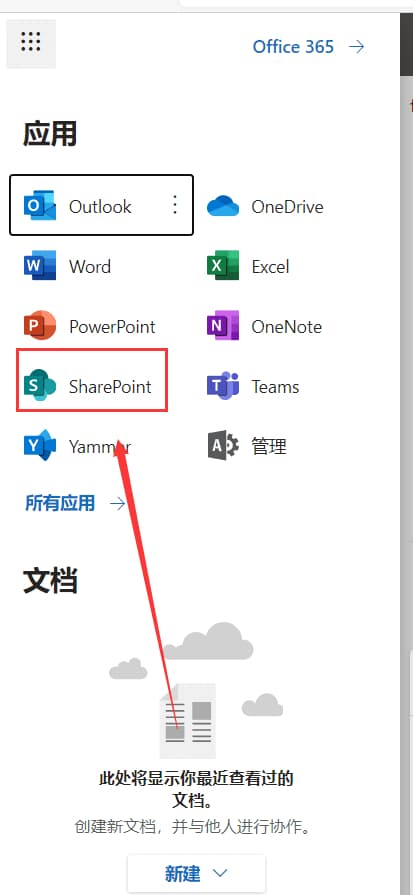 Office 365 →
应用
Outlook
OneDrive
Word
Excel
PowerPoint
OneNote
SharePoint
Teams
Yammer
管理
所有应用 →
文档
此处将显示你最近查看过的
文档。
创建新文档，并与他人进行协作。
新建